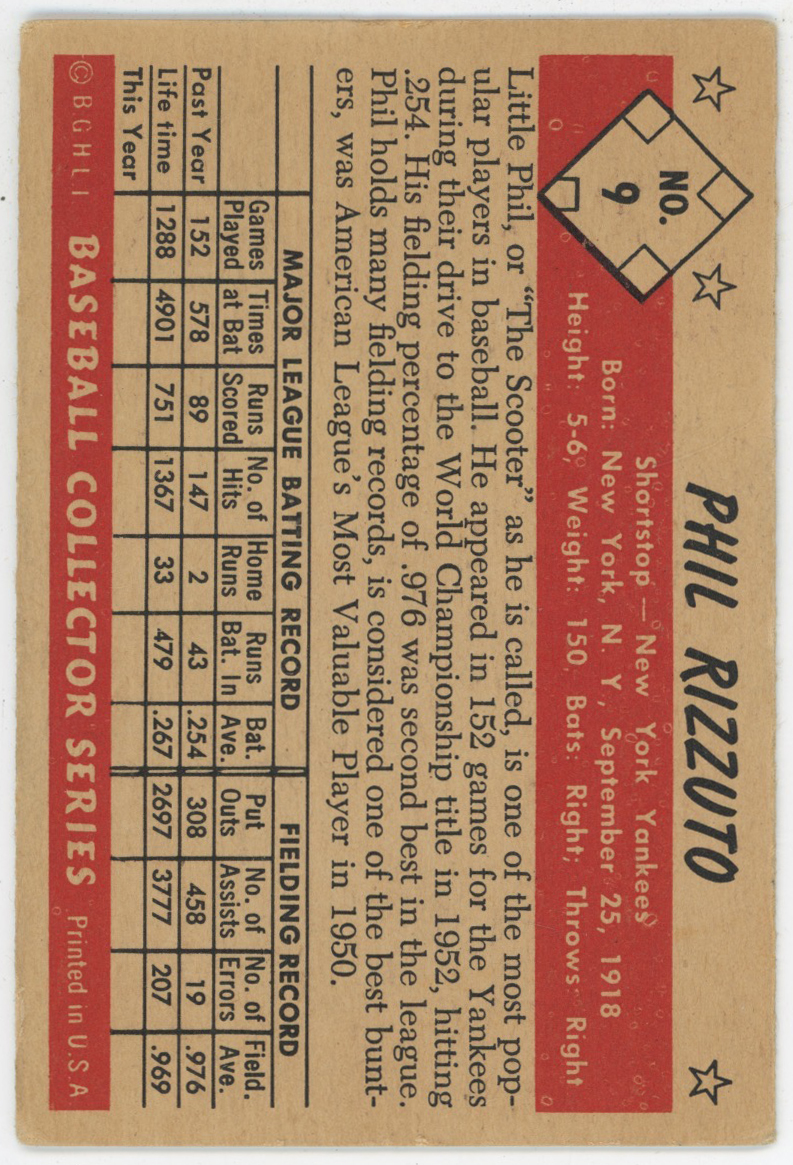 PHIL RIZZUTO
NO.
9
Shortstop — New York Yankees
Born: New York, N. Y., September 25, 1918
Height: 5-6, Weight: 150, Bats: Right; Throws: Right
Little Phil, or “The Scooter” as he is called, is one of the most pop-
ular players in baseball. He appeared in 152 games for the Yankees
during their drive to the World Championship title in 1952, hitting
.254. His fielding percentage of .976 was second best in the league.
Phil holds many fielding records, is considered one of the best bunt-
ers, was American League’s Most Valuable Player in 1950.
MAJOR LEAGUE BATTING RECORD FIELDING RECORD
Games Times Runs No. of Home Runs Bat. Put No. of No. of Field.
Played at Bat Scored Hits Runs Bat. In Ave. Outs Assists Errors Ave.
Past Year 152 578 89 147 2 43 .254 308 458 19 .976
Life time 1288 4901 751 1367 33 479 .267 2697 3777 207 .969
This Year
© B G H L I BASEBALL COLLECTOR SERIES Printed in U.S.A